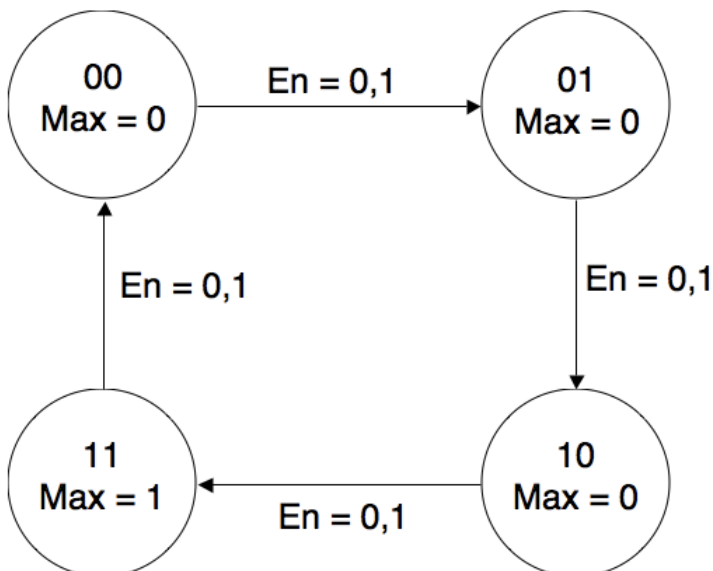 00
Max = 0
En = 0,1
01
Max = 0
En = 0,1
En = 0,1
11
Max = 1
En = 0,1
10
Max = 0